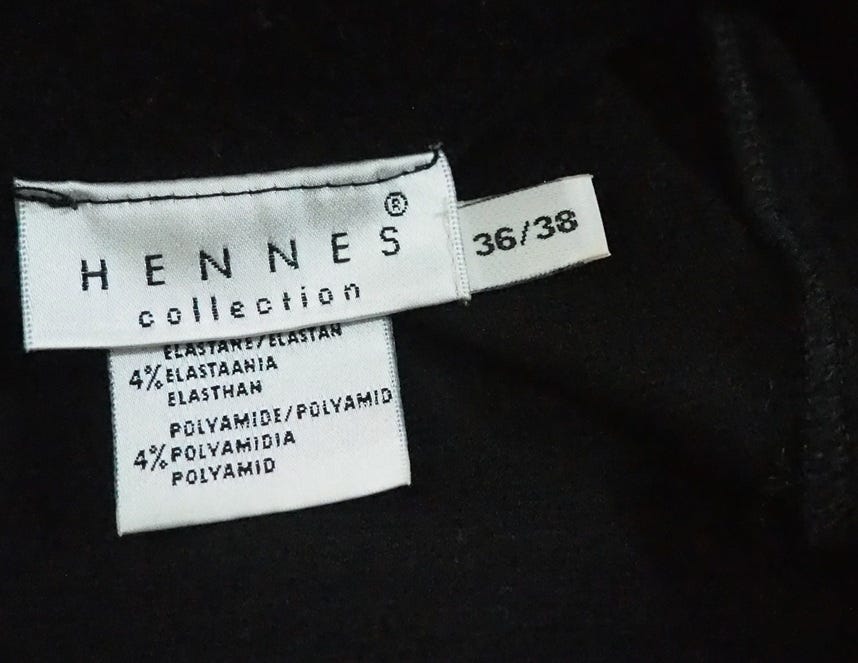 HENNES®
collection
36/38
ELASTANE/ELASTAN
4% ELASTAANIA
ELASTHAN
POLYAMIDE/POLYAMID
4% POLYAMIDIA
POLYAMID